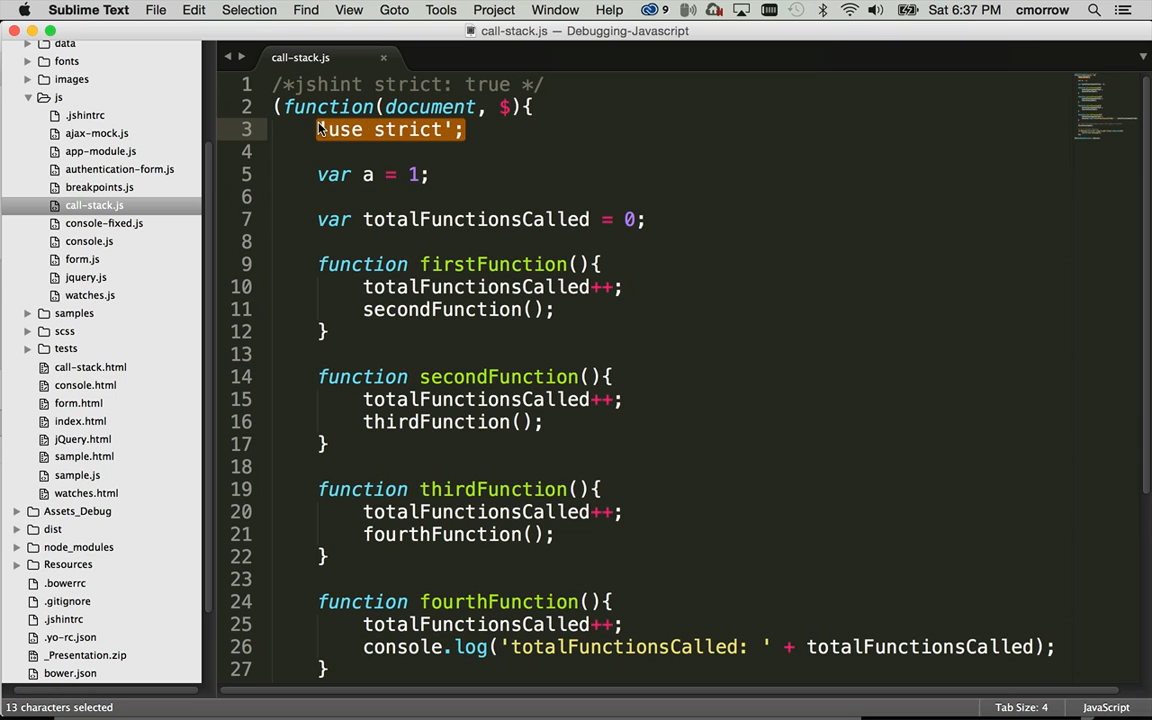 Sublime Text File Edit Selection Find View Goto Tools Project Window Help 9 Sat 6:37 PM cmorrow
call-stack.js — Debugging-Javascript
data
fonts
images
js
.jshintrc
ajax-mock.js
app-module.js
authentication-form.js
breakpoints.js
call-stack.js
console-fixed.js
console.js
form.js
jquery.js
watches.js
samples
scss
tests
call-stack.html
console.html
form.html
index.html
jQuery.html
sample.html
sample.js
watches.html
Assets_Debug
dist
node_modules
Resources
.bowerrc
.gitignore
.jshintrc
.yo-rc.json
_Presentation.zip
bower.json
call-stack.js ×
1 /*jshint strict: true */
2 (function(document, $){
3 'use strict';
4
5 var a = 1;
6
7 var totalFunctionsCalled = 0;
8
9 function firstFunction(){
10 totalFunctionsCalled++;
11 secondFunction();
12 }
13
14 function secondFunction(){
15 totalFunctionsCalled++;
16 thirdFunction();
17 }
18
19 function thirdFunction(){
20 totalFunctionsCalled++;
21 fourthFunction();
22 }
23
24 function fourthFunction(){
25 totalFunctionsCalled++;
26 console.log('totalFunctionsCalled: ' + totalFunctionsCalled);
27 }
13 characters selected Tab Size: 4 JavaScript